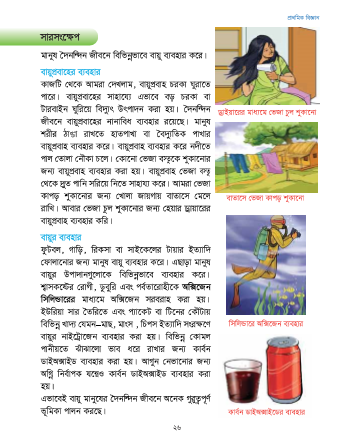 প্রাথমিক বিজ্ঞান
সারসংক্ষেপ
মানুষ দৈনন্দিন জীবনে বিভিন্নভাবে বায়ু ব্যবহার করে।
বায়ুপ্রবাহের ব্যবহার
কাজটি থেকে আমরা দেখলাম, বায়ুপ্রবাহ চরকা ঘুরাতে
পারে। বায়ুপ্রবাহের সাহায্যে এভাবে বড় চরকা বা
টারবাইন ঘুরিয়ে বিদ্যুৎ উৎপাদন করা হয়। দৈনন্দিন
জীবনে বায়ুপ্রবাহের নানাবিধ ব্যবহার রয়েছে। মানুষ
শরীর ঠাণ্ডা রাখতে হাতপাখা বা বৈদ্যুতিক পাখার
বায়ুপ্রবাহ ব্যবহার করে। বায়ুপ্রবাহ ব্যবহার করে নদীতে
পাল তোলা নৌকা চলে। কোনো ভেজা বস্তুকে শুকানোর
জন্য বায়ুপ্রবাহ ব্যবহার করা হয়। বায়ুপ্রবাহ ভেজা বস্তু
থেকে দ্রুত পানি সরিয়ে নিতে সাহায্য করে। আমরা ভেজা
কাপড় শুকানোর জন্য খোলা জায়গায় বাতাসে মেলে
রাখি। আবার ভেজা চুল শুকানোর জন্য হেয়ার ড্রায়ারের
বায়ুপ্রবাহ ব্যবহার করি।
বায়ুর ব্যবহার
ফুটবল, গাড়ি, রিকসা বা সাইকেলের টায়ার ইত্যাদি
ফোলানোর জন্য মানুষ বায়ু ব্যবহার করে। এছাড়া মানুষ
বায়ুর উপাদানগুলোকে বিভিন্নভাবে ব্যবহার করে।
শ্বাসকষ্টের রোগী, ডুবুরি এবং পর্বতারোহীকে অক্সিজেন
সিলিন্ডারের মাধ্যমে অক্সিজেন সরবরাহ করা হয়।
ইউরিয়া সার তৈরিতে এবং প্যাকেট বা টিনের কৌটায়
বিভিন্ন খাদ্য যেমন–মাছ, মাংস, চিপস ইত্যাদি সংরক্ষণে
বায়ুর নাইট্রোজেন ব্যবহার করা হয়। বিভিন্ন কোমল
পানীয়তে ঝাঁঝালো ভাব ধরে রাখার জন্য কার্বন
ডাইঅক্সাইড ব্যবহার করা হয়। আগুন নেভানোর জন্য
অগ্নি নির্বাপক যন্ত্রেও কার্বন ডাইঅক্সাইড ব্যবহার করা
হয়।
এভাবেই বায়ু মানুষের দৈনন্দিন জীবনে অনেক গুরুত্বপূর্ণ
ভূমিকা পালন করছে।
ড্রাইয়ারের মাধ্যমে ভেজা চুল শুকানো
বাতাসে ভেজা কাপড় শুকানো
সিলিন্ডারে অক্সিজেন ব্যবহার
কার্বন ডাইঅক্সাইডের ব্যবহার
২৬